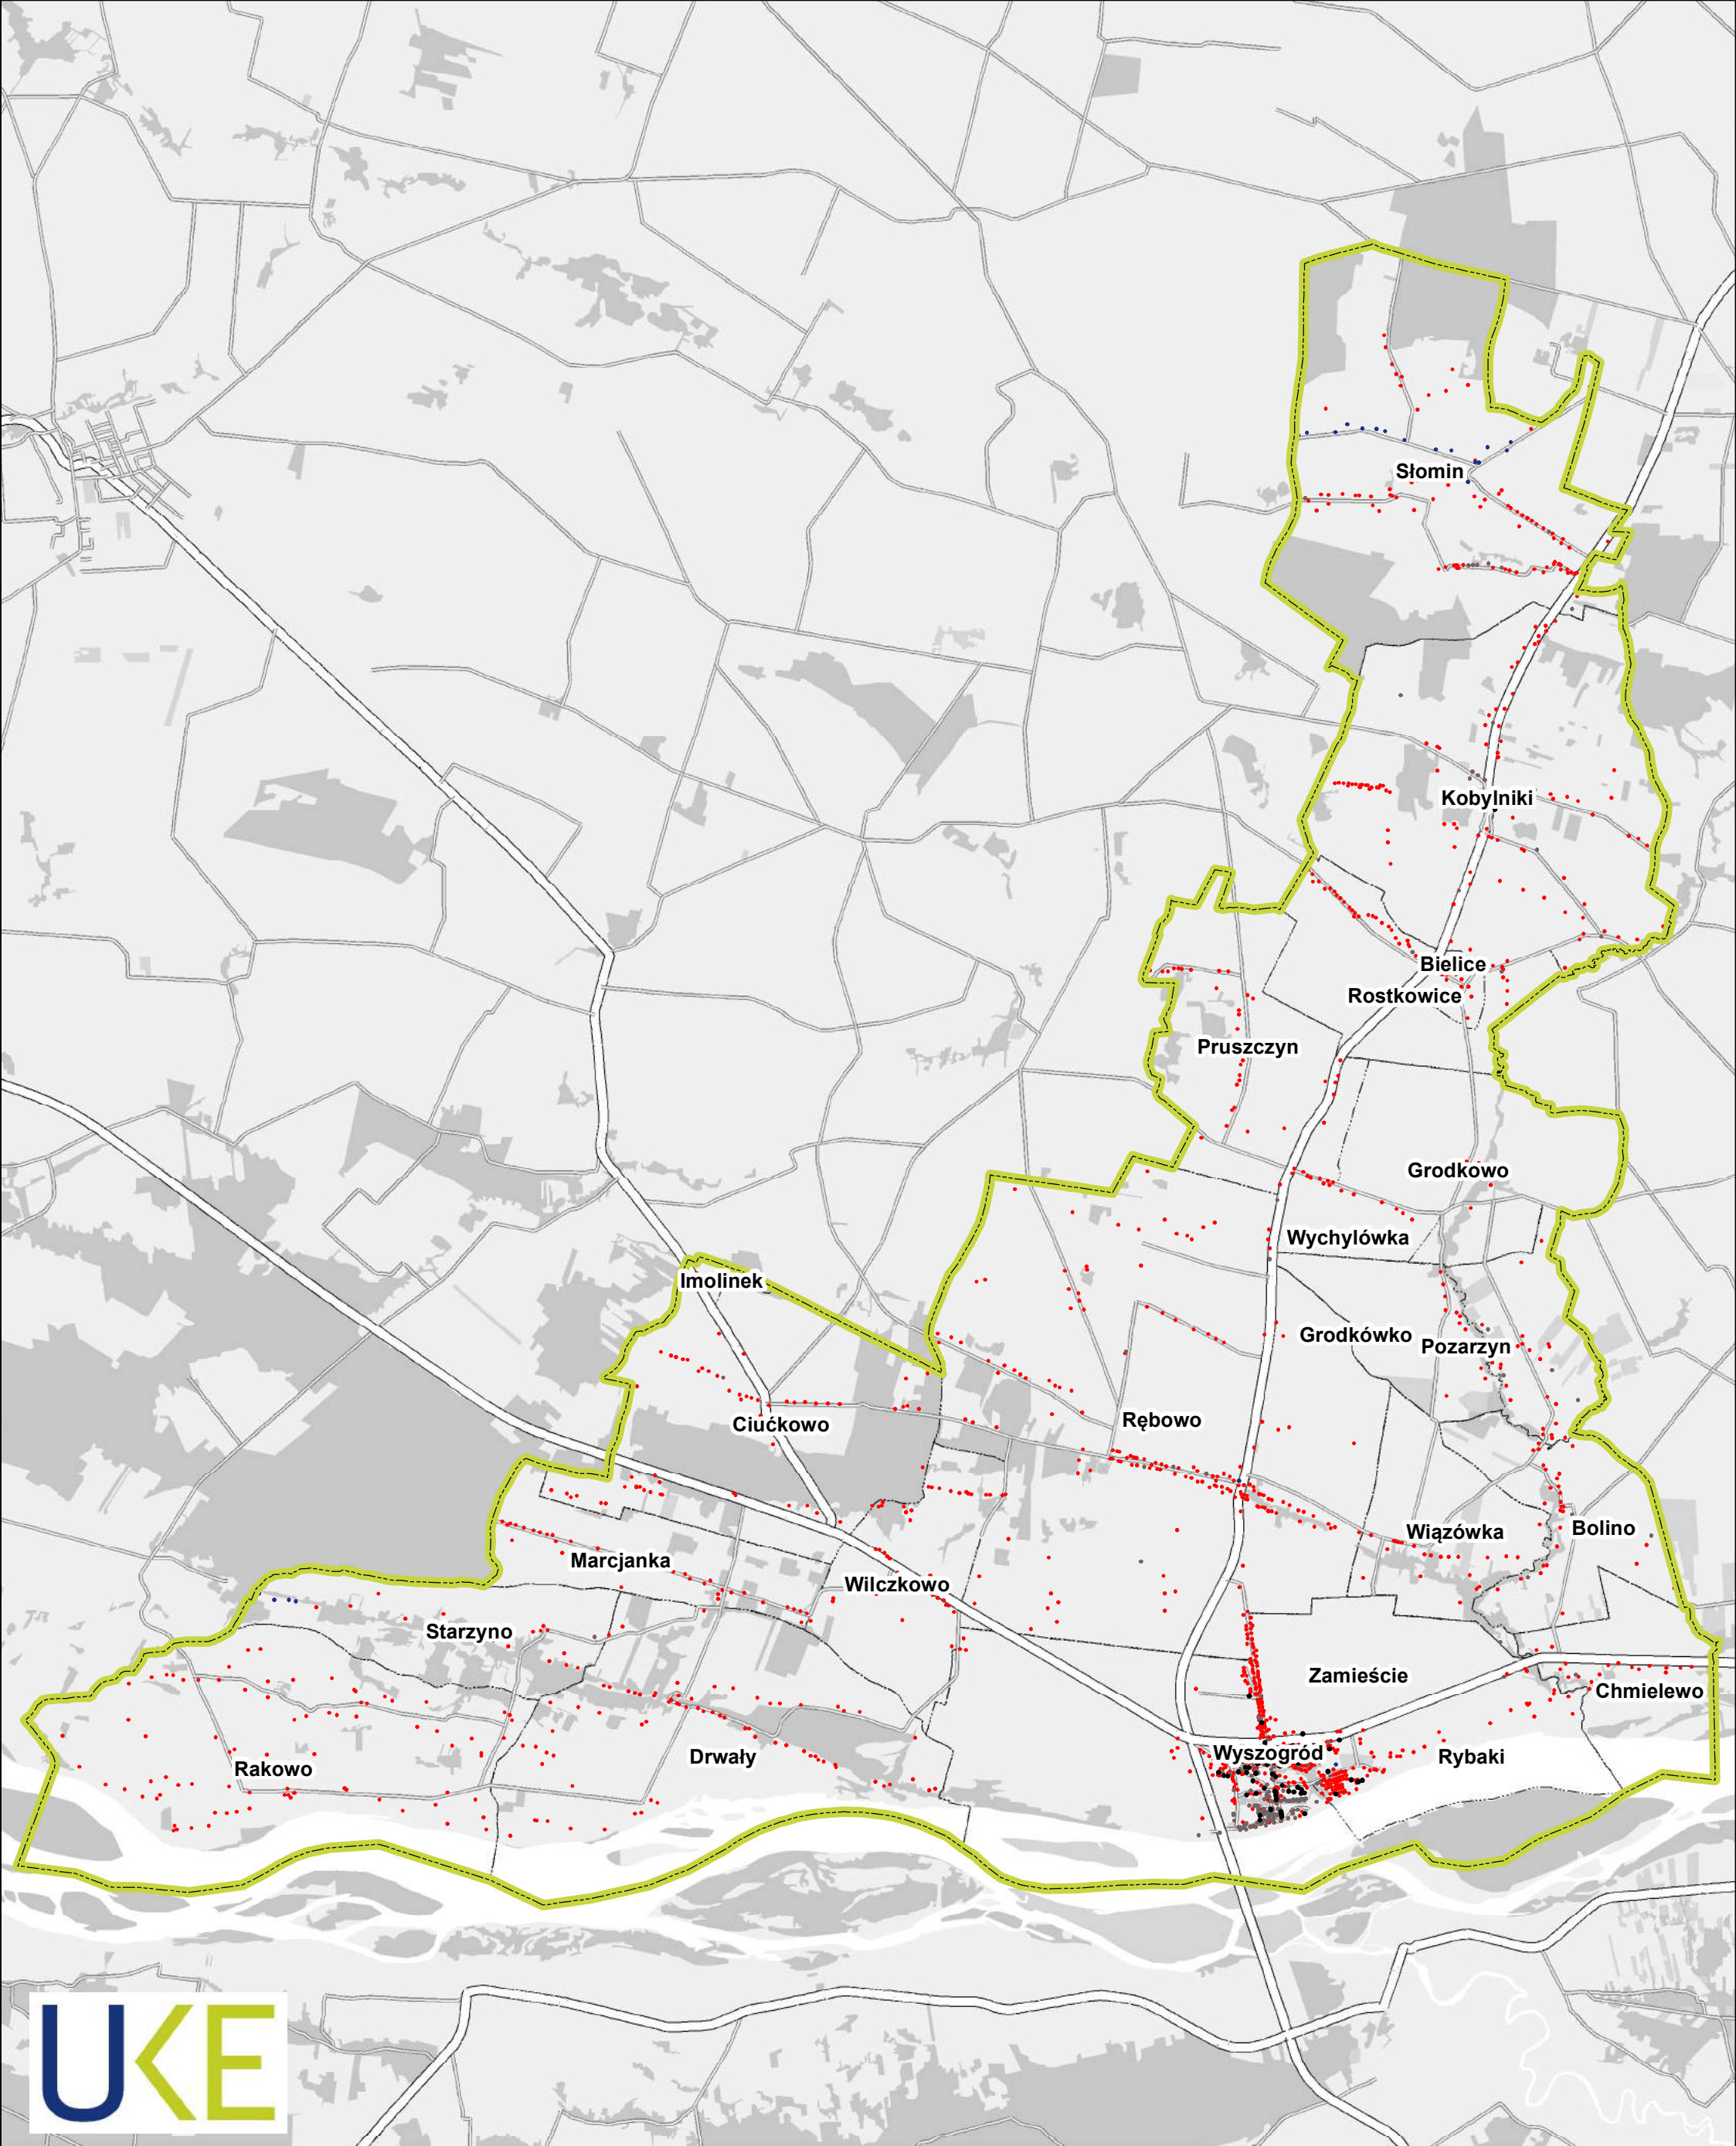 Słomin
Kobylniki
Bielice
Rostkowice
Pruszczyn
Grodkowo
Wychylówka
Imolinek
Grodkówko
Pozarzyn
Rębowo
Ciućkowo
Wiązówka
Bolino
Marcjanka
Wilczkowo
Starzyno
Zamieście
Chmielewo
Wyszogród
Rybaki
Drwały
Rakowo
UKE